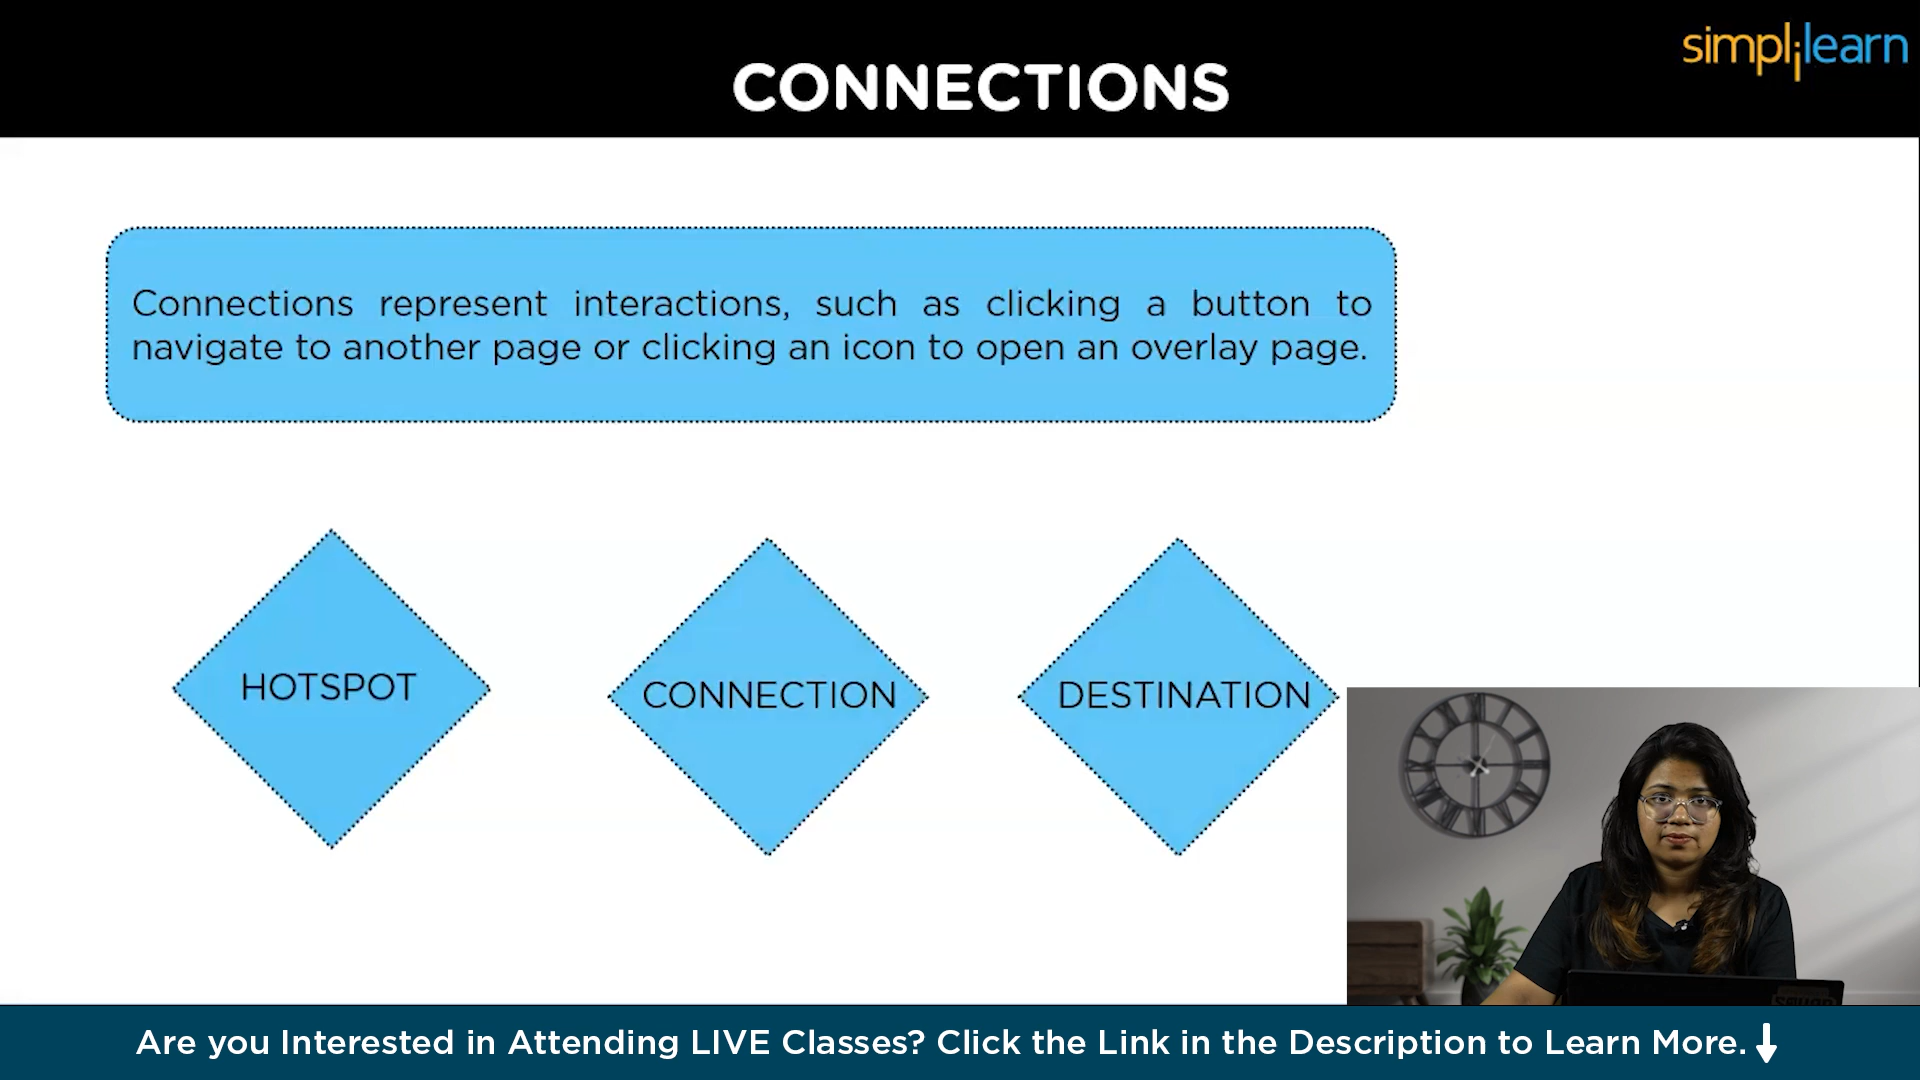 simplilearn
CONNECTIONS
Connections represent interactions, such as clicking a button to
navigate to another page or clicking an icon to open an overlay page.
HOTSPOT
CONNECTION
DESTINATION
Are you Interested in Attending LIVE Classes? Click the Link in the Description to Learn More.